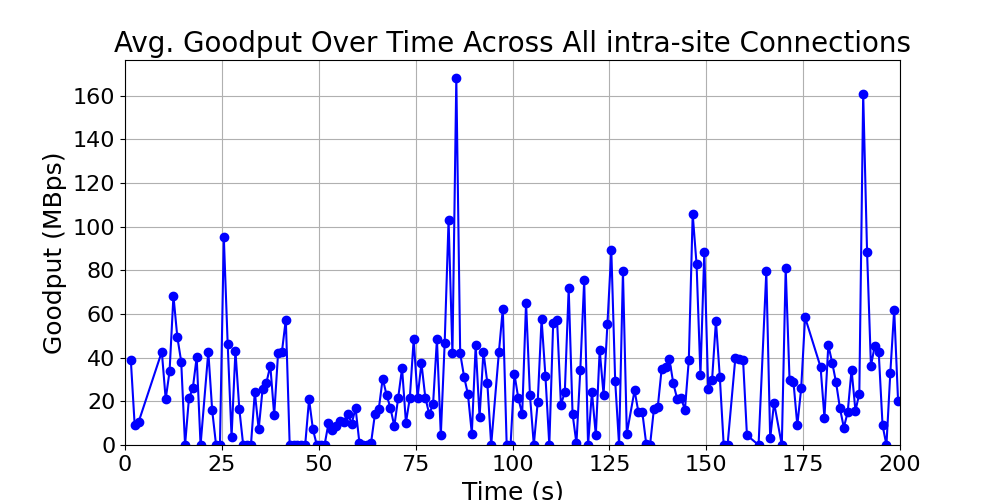 Avg. Goodput Over Time Across All intra-site Connections
Goodput (MBps)
160
140
120
100
80
60
40
20
0
0 25 50 75 100 125 150 175 200
Time (s)